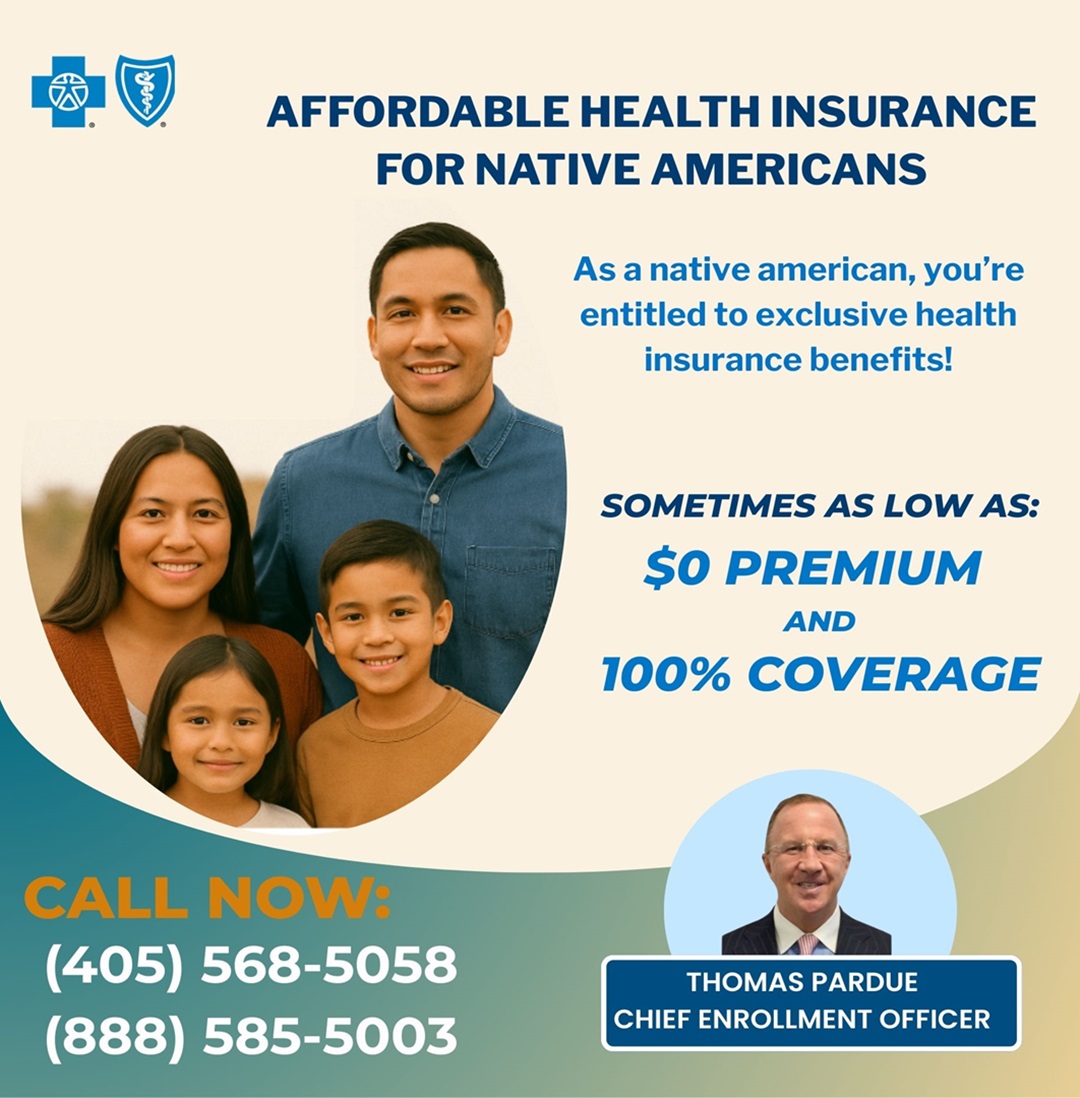 AFFORDABLE HEALTH INSURANCE
FOR NATIVE AMERICANS
As a native american, you’re
entitled to exclusive health
insurance benefits!
SOMETIMES AS LOW AS:
$0 PREMIUM
AND
100% COVERAGE
CALL NOW:
(405) 568-5058
(888) 585-5003
THOMAS PARDUE
CHIEF ENROLLMENT OFFICER